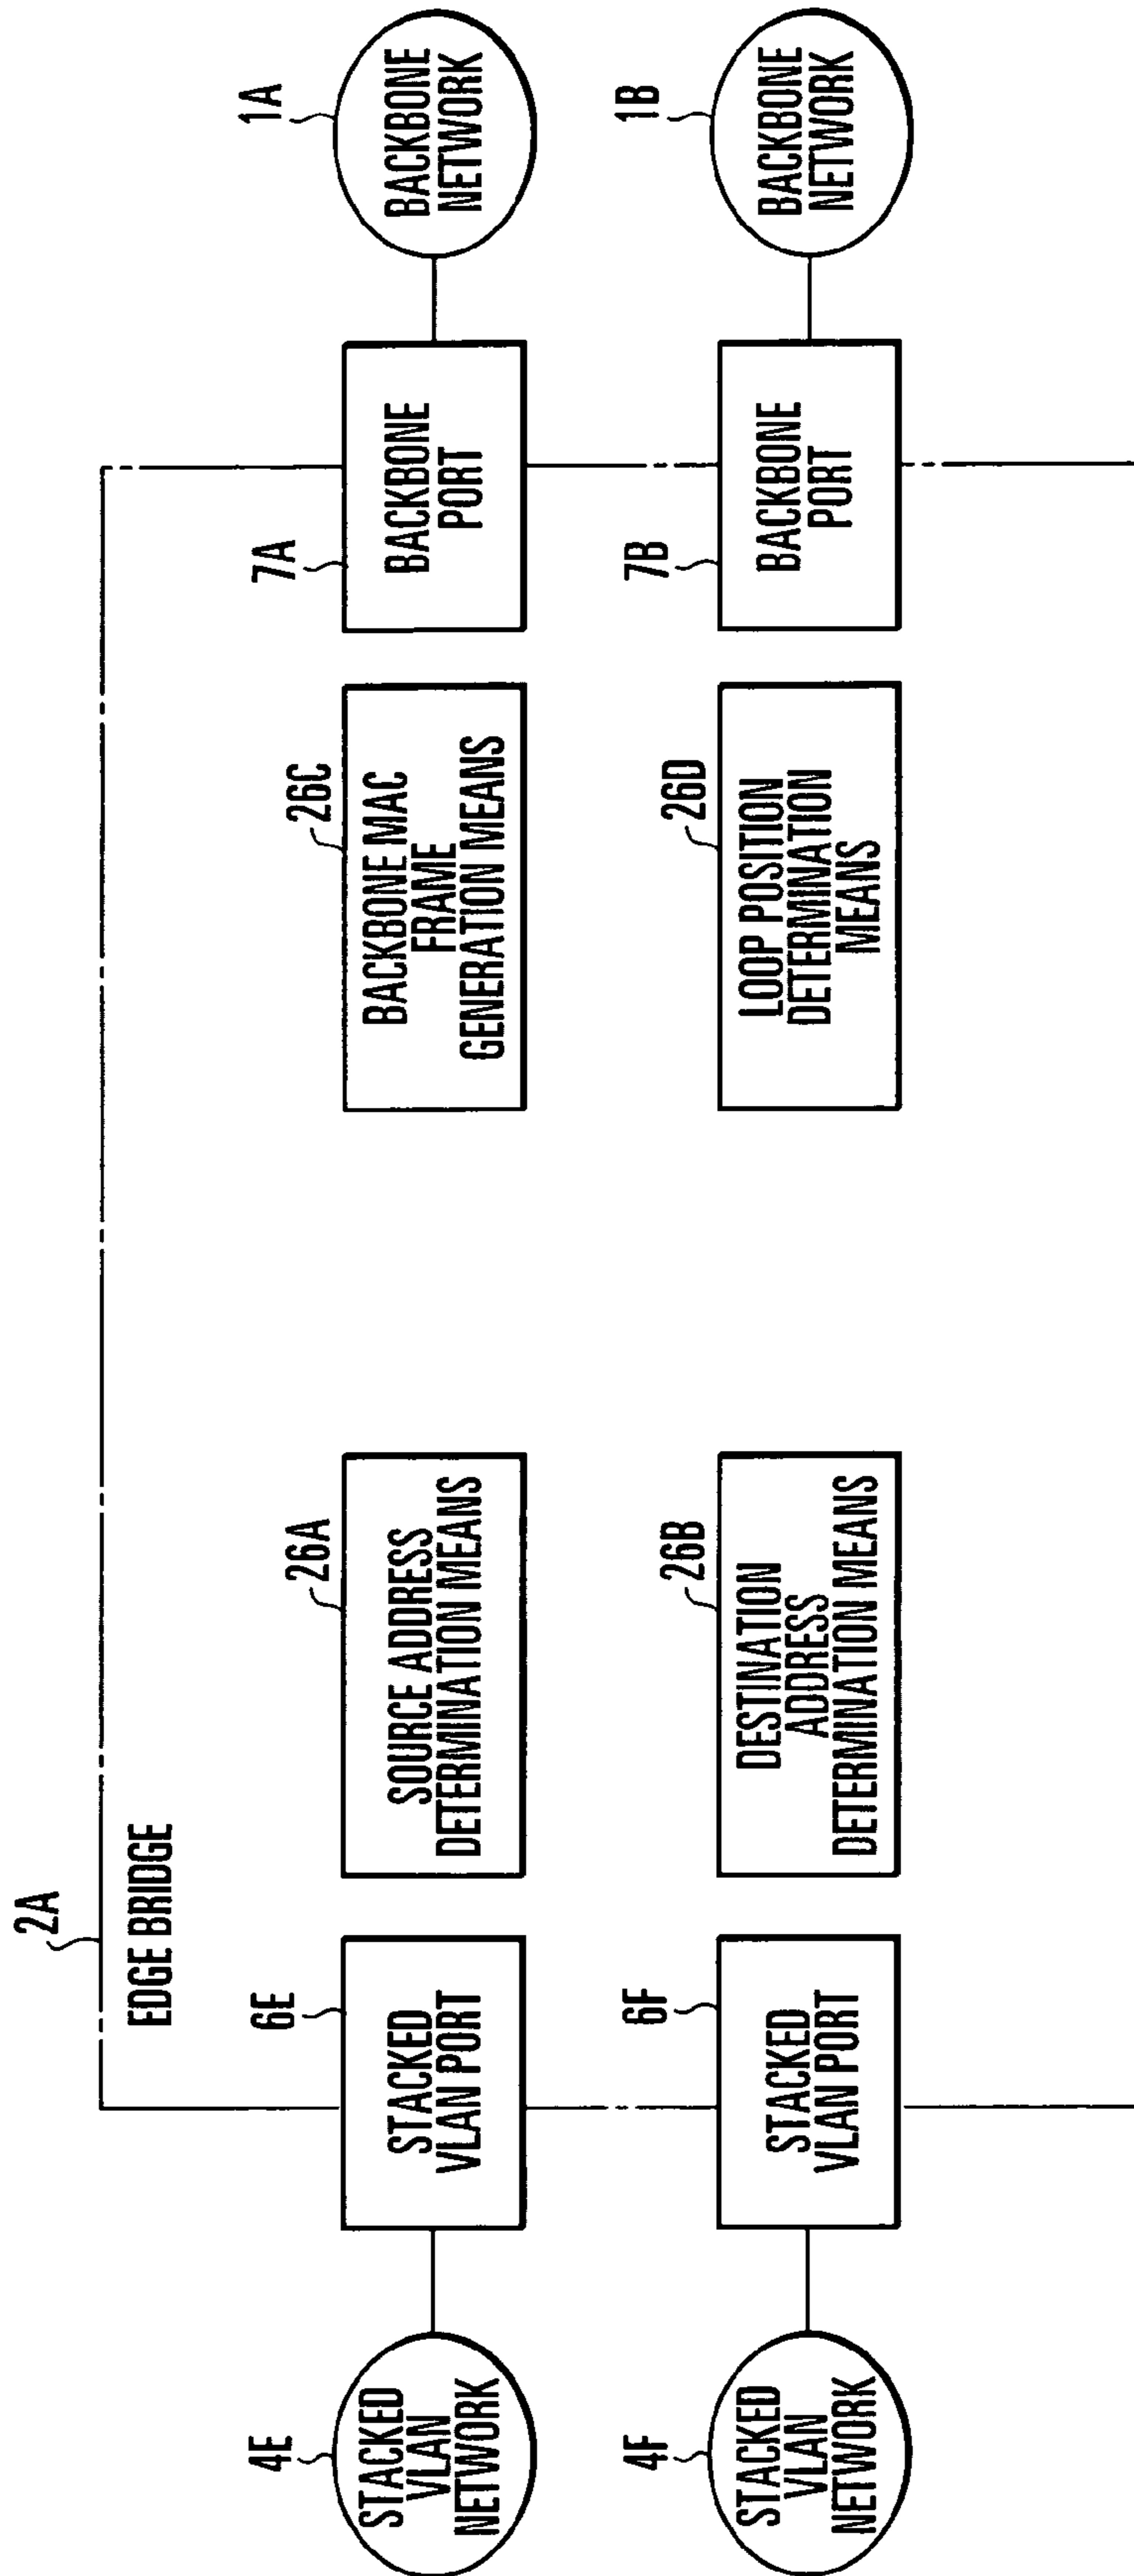 2A
EDGE BRIDGE
4E
STACKED
VLAN
NETWORK
6E
STACKED
VLAN PORT
26A
SOURCE ADDRESS
DETERMINATION MEANS
26C
BACKBONE MAC
FRAME
GENERATION MEANS
7A
BACKBONE
PORT
1A
BACKBONE
NETWORK
4F
STACKED
VLAN
NETWORK
6F
STACKED
VLAN PORT
26B
DESTINATION
ADDRESS
DETERMINATION MEANS
26D
LOOP POSITION
DETERMINATION
MEANS
7B
BACKBONE
PORT
1B
BACKBONE
NETWORK